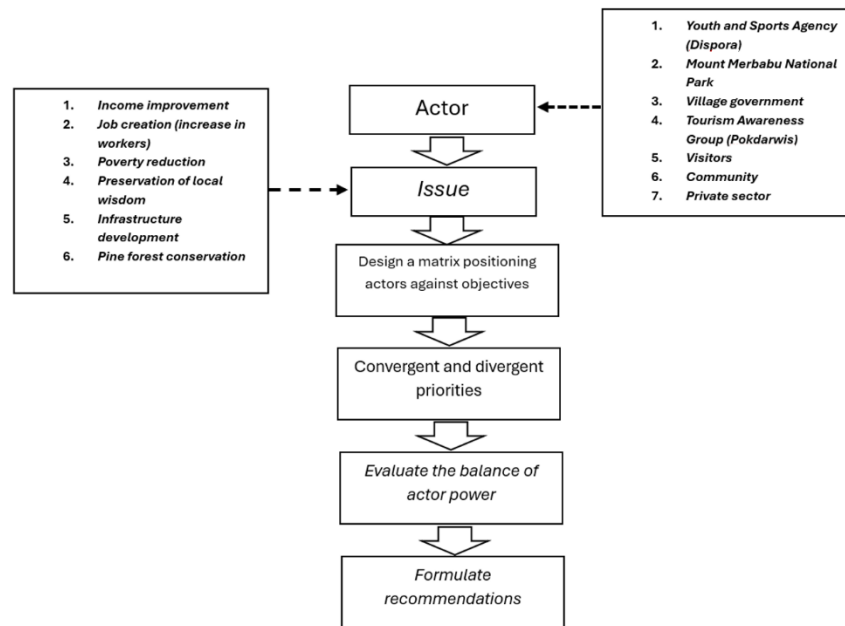 1. Youth and Sports Agency
(Dispora)
2. Mount Merbabu National
Park
3. Village government
4. Tourism Awareness
Group (Pokdarwis)
5. Visitors
6. Community
7. Private sector
Actor
1. Income improvement
2. Job creation (increase in
workers)
3. Poverty reduction
4. Preservation of local
wisdom
5. Infrastructure
development
6. Pine forest conservation
Issue
Design a matrix positioning
actors against objectives
Convergent and divergent
priorities
Evaluate the balance of
actor power
Formulate
recommendations